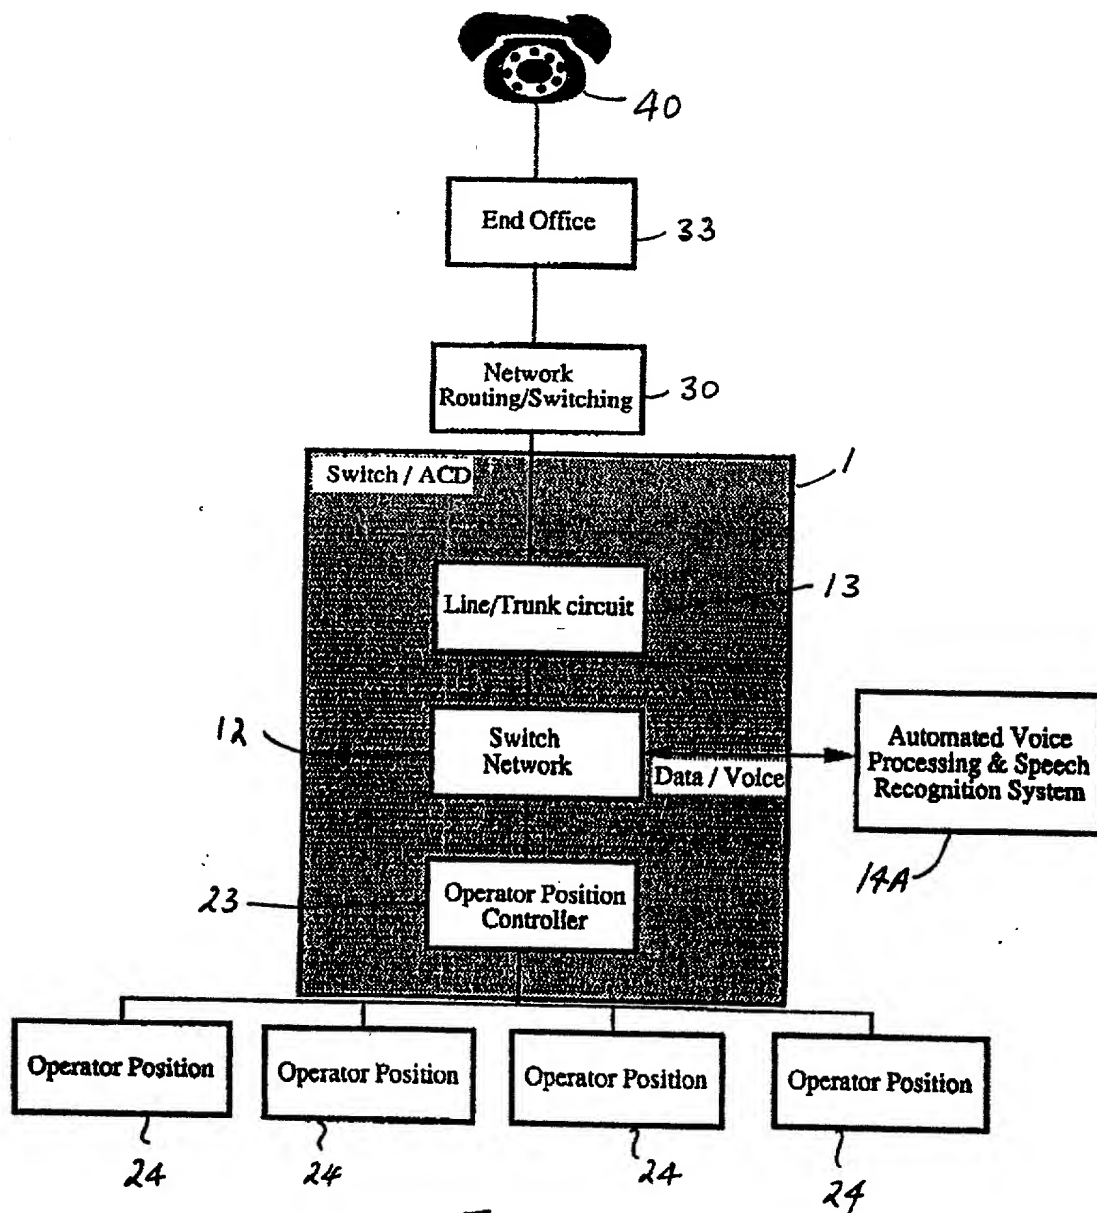 40
End Office
33
Network
Routing/Switching
30
Switch / ACD
1
Line/Trunk circuit
13
12
Switch
Network
Data / Voice
Automated Voice
Processing & Speech
Recognition System
14A
23
Operator Position
Controller
Operator Position
Operator Position
Operator Position
Operator Position
24
24
24
24